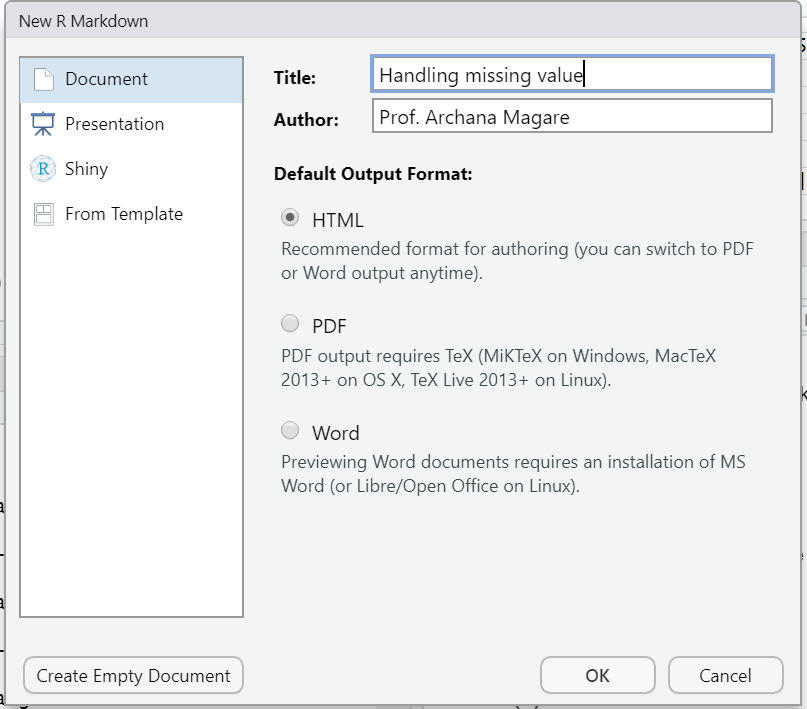 New R Markdown
Document
Presentation
Shiny
From Template
Title:
Handling missing value
Author:
Prof. Archana Magare
Default Output Format:
HTML
Recommended format for authoring (you can switch to PDF
or Word output anytime).
PDF
PDF output requires TeX (MiKTeX on Windows, MacTeX
2013+ on OS X, TeX Live 2013+ on Linux).
Word
Previewing Word documents requires an installation of MS
Word (or Libre/Open Office on Linux).
Create Empty Document
OK
Cancel